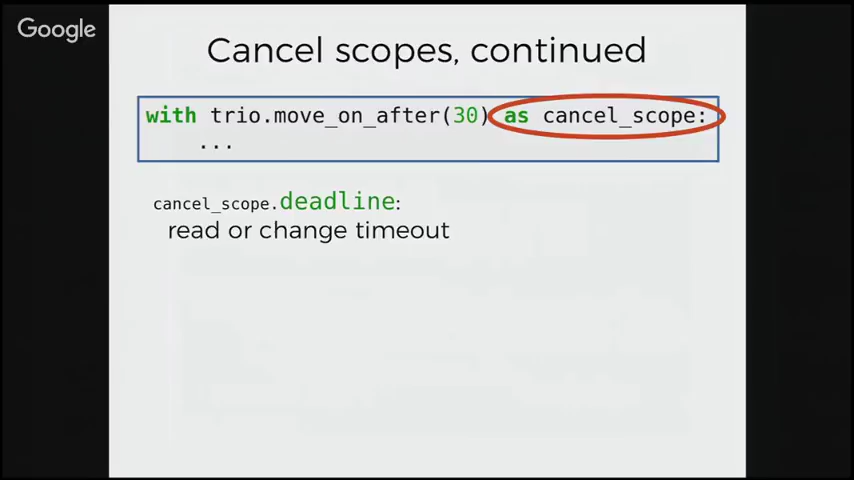 Google
Cancel scopes, continued
with trio.move_on_after(30) as cancel_scope:
...
cancel_scope.deadline:
read or change timeout